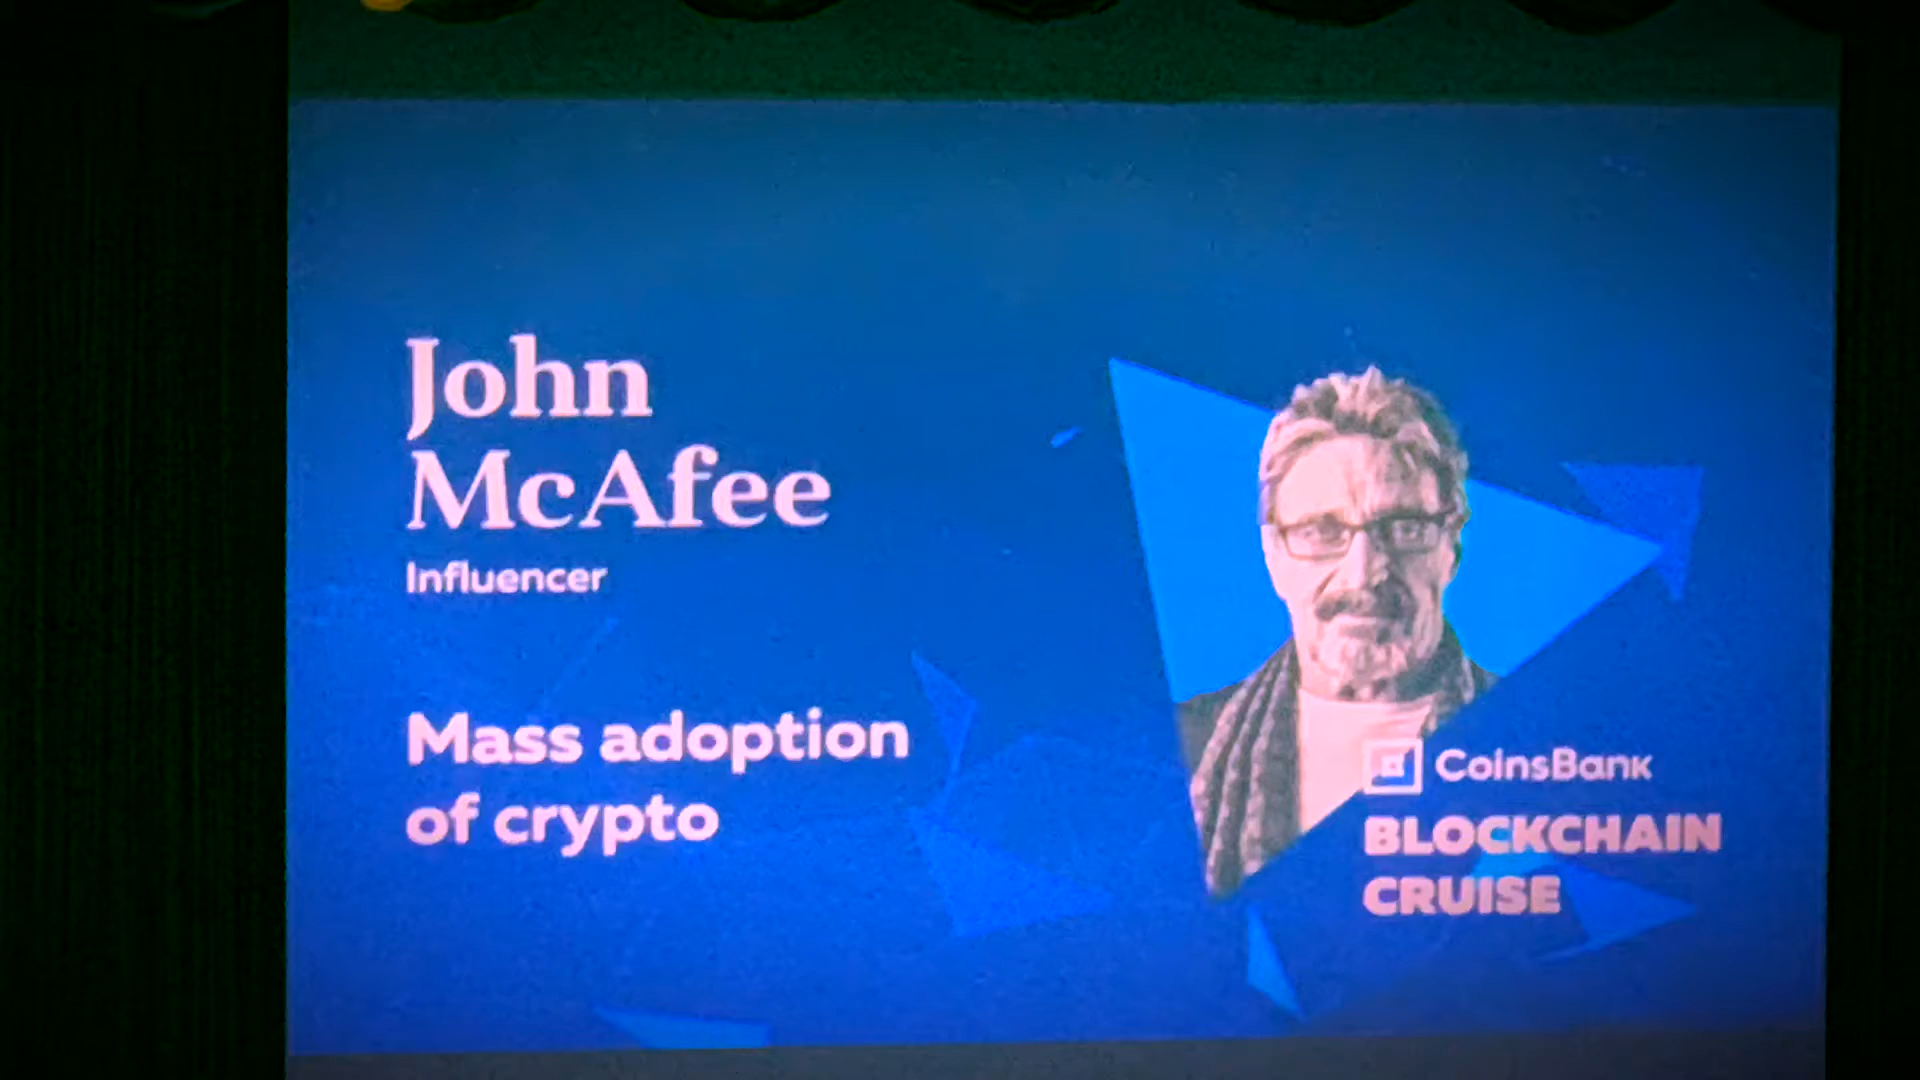 John
McAfee
Influencer
Mass adoption
of crypto
CoinsBank
BLOCKCHAIN
CRUISE